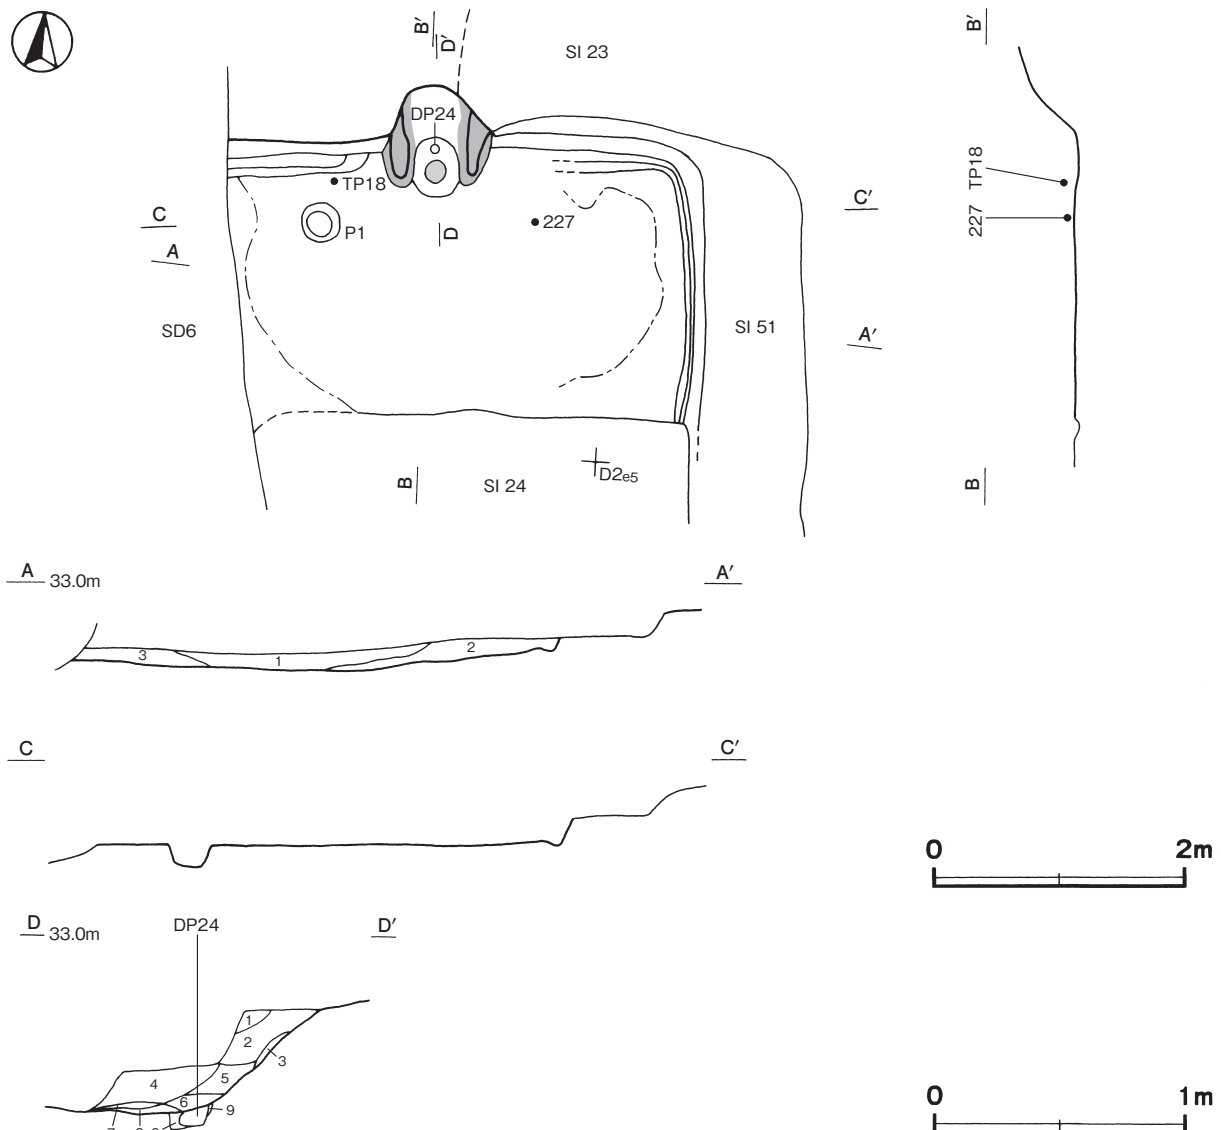 B′
D′
SI 23
B′
DP24
TP18
TP18
C
C′
P1
D
227
227
A
SD6
SI 51
A′
B
SI 24
D2e5
B
A 33.0m
A′
3
1
2
C
C′
0
2m
D 33.0m
DP24
D′
1
2
3
4
5
6
9
0
1m